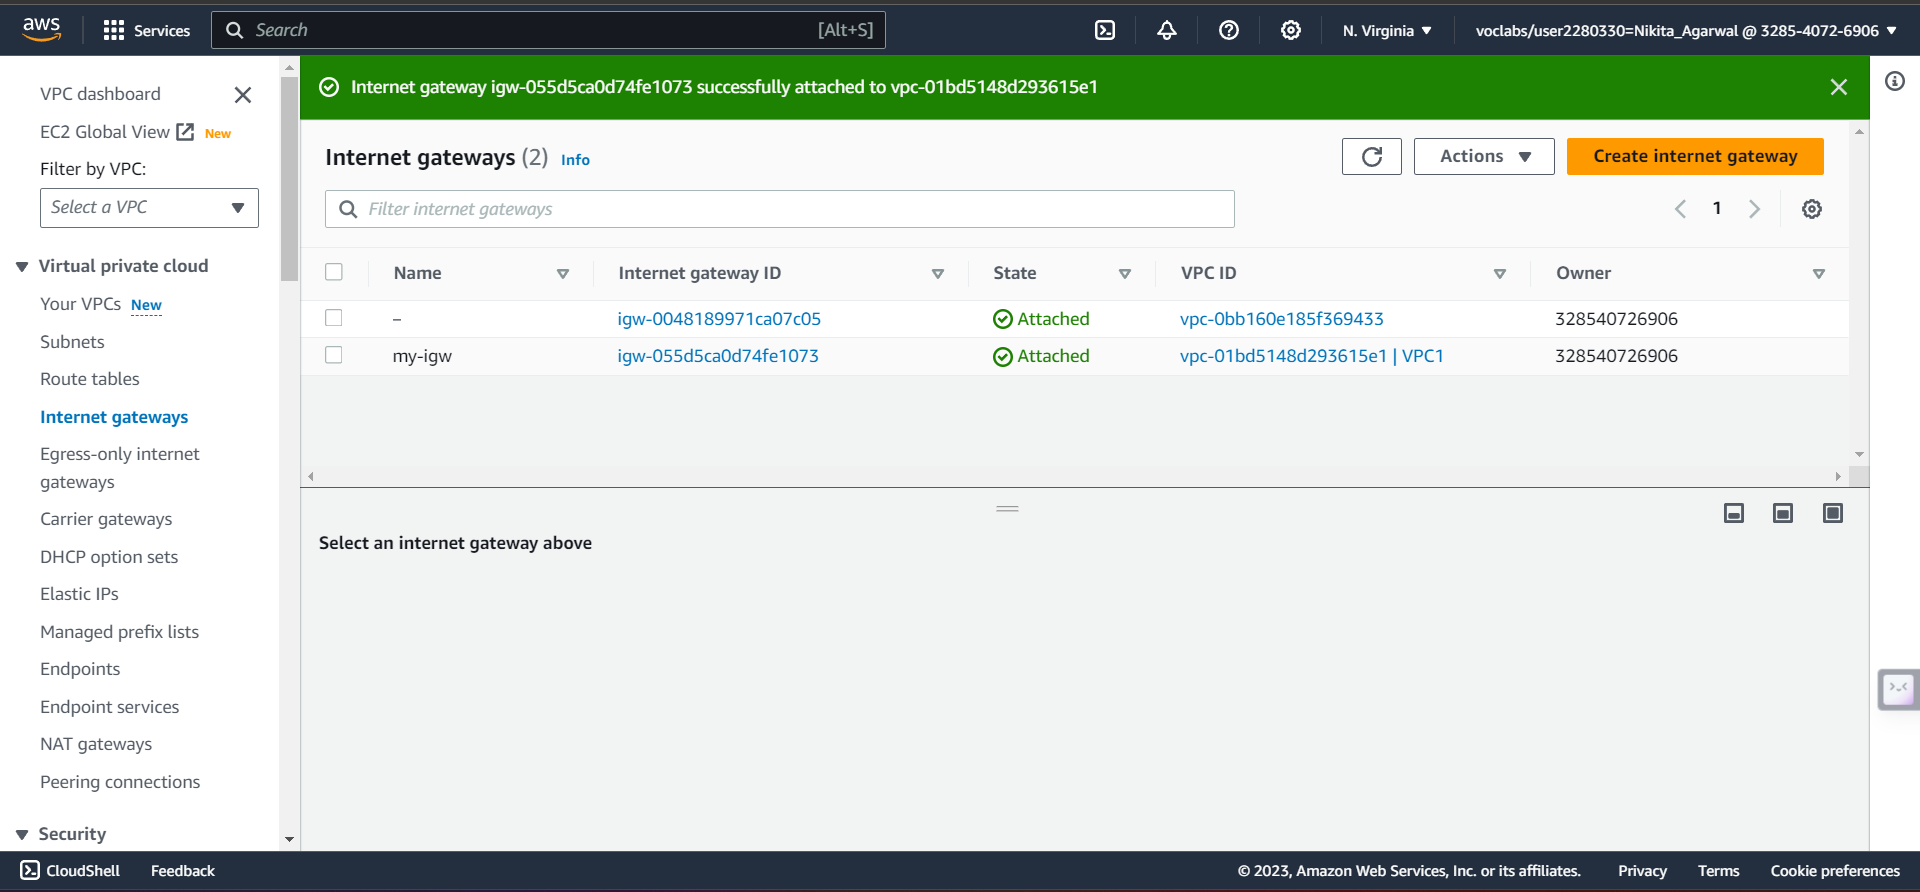 aws Services Search [Alt+S] N. Virginia voclabs/user2280330=Nikita_Agarwal @ 3285-4072-6906
VPC dashboard
EC2 Global View New
Filter by VPC:
Select a VPC
Virtual private cloud
Your VPCs New
Subnets
Route tables
Internet gateways
Egress-only internet
gateways
Carrier gateways
DHCP option sets
Elastic IPs
Managed prefix lists
Endpoints
Endpoint services
NAT gateways
Peering connections
Security
Internet gateway igw-055d5ca0d74fe1073 successfully attached to vpc-01bd5148d293615e1
Internet gateways (2) Info Actions Create internet gateway
Filter internet gateways 1
Name Internet gateway ID State VPC ID Owner
– igw-0048189971ca07c05 Attached vpc-0bb160e185f369433 328540726906
my-igw igw-055d5ca0d74fe1073 Attached vpc-01bd5148d293615e1 | VPC1 328540726906
Select an internet gateway above
CloudShell Feedback © 2023, Amazon Web Services, Inc. or its affiliates. Privacy Terms Cookie preferences